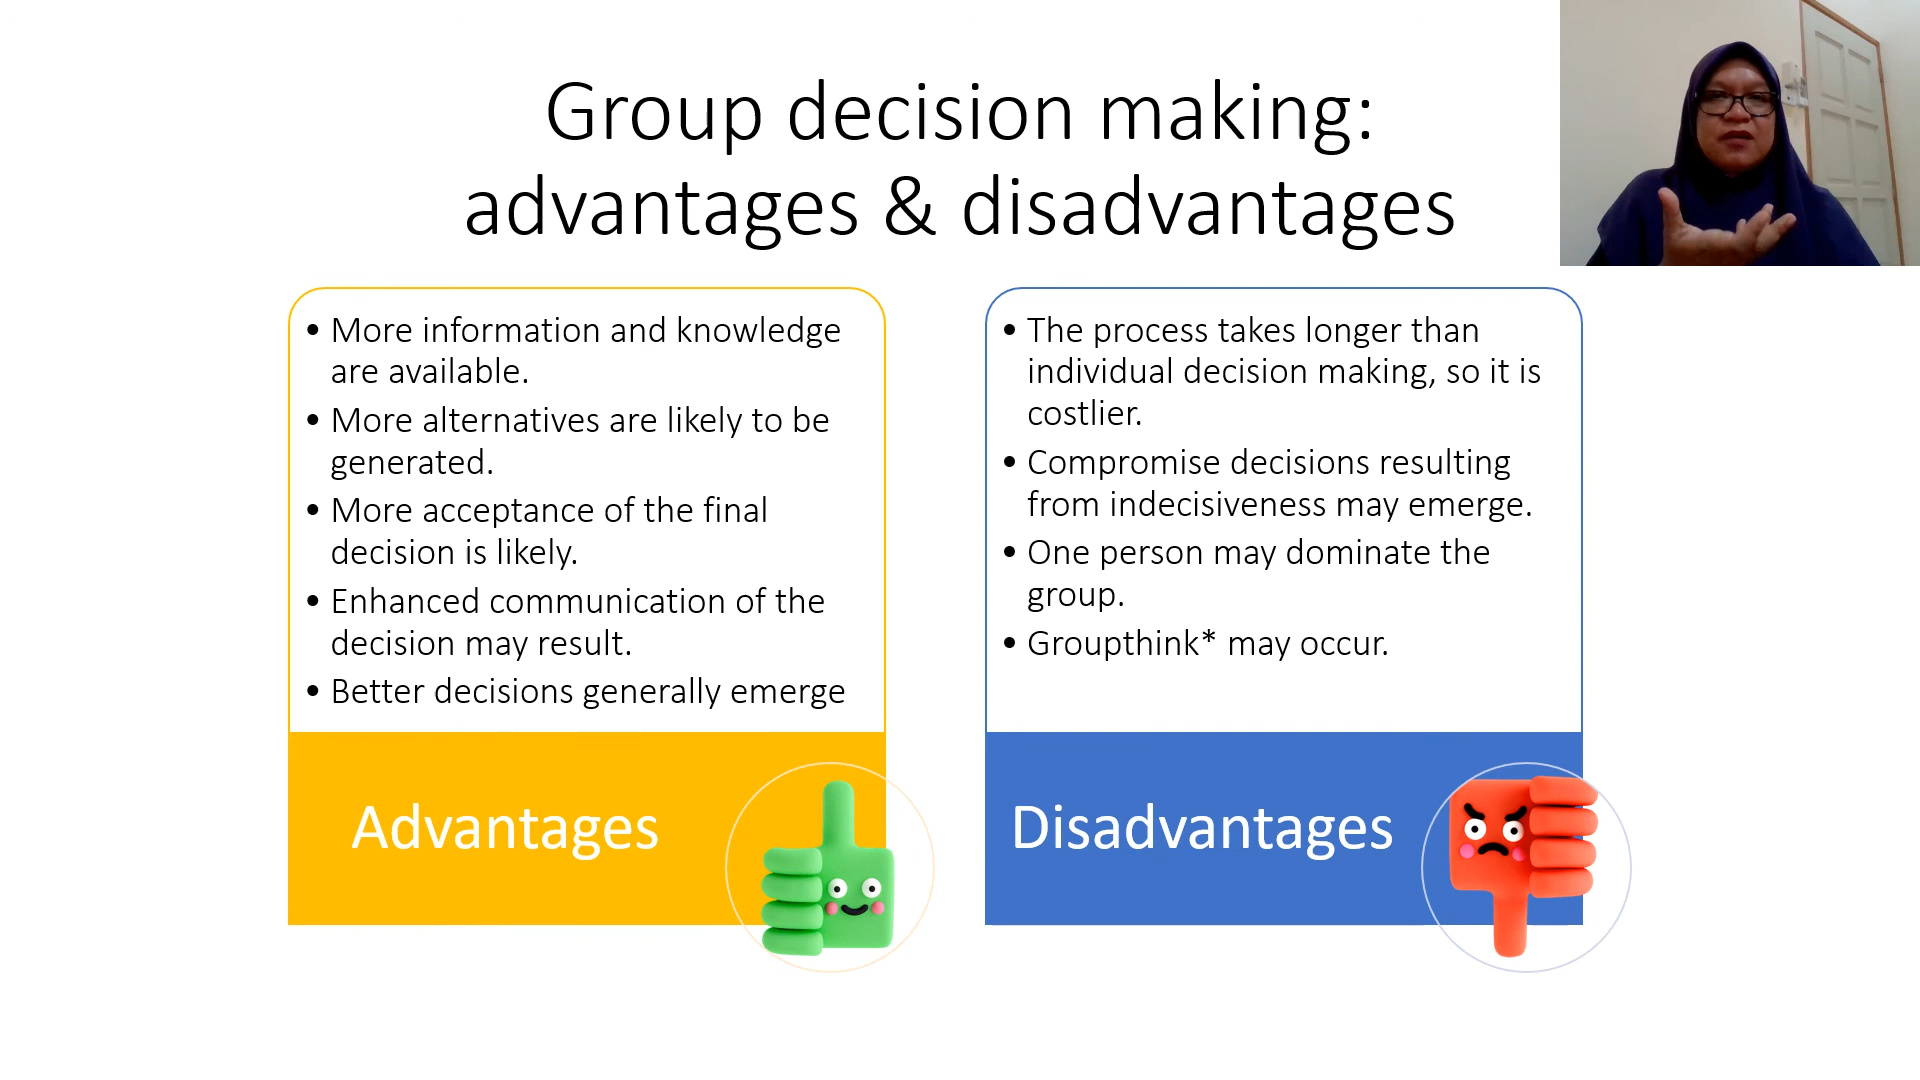 Group decision making:
advantages & disadvantages
• More information and knowledge
are available.
• More alternatives are likely to be
generated.
• More acceptance of the final
decision is likely.
• Enhanced communication of the
decision may result.
• Better decisions generally emerge
Advantages
• The process takes longer than
individual decision making, so it is
costlier.
• Compromise decisions resulting
from indecisiveness may emerge.
• One person may dominate the
group.
• Groupthink* may occur.
Disadvantages